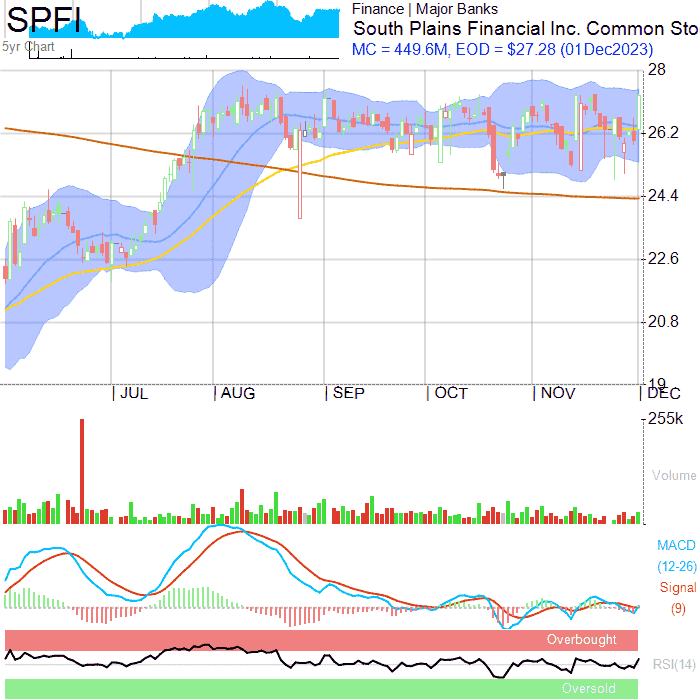 SPFI
5yr Chart
Finance | Major Banks
South Plains Financial Inc. Common Sto
MC = 449.6M, EOD = $27.28 (01Dec2023)
28
26.2
24.4
22.6
20.8
19
| JUL | AUG | SEP | OCT | NOV | DEC
255k
Volume
MACD
(12-26)
Signal
(9)
Overbought
RSI(14)
Oversold